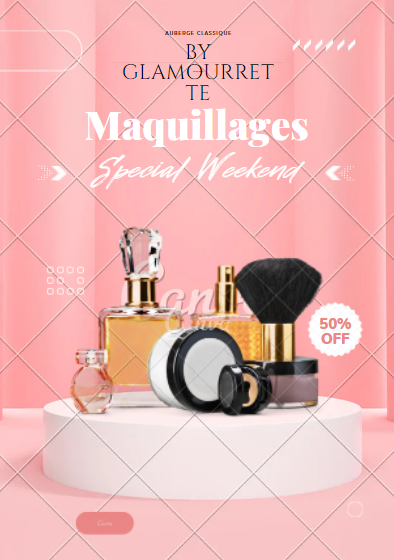 AUBERGE CLASSIQUE
BY
GLAMOURRET
TE
Maquillages
Special Weekend
50%
OFF